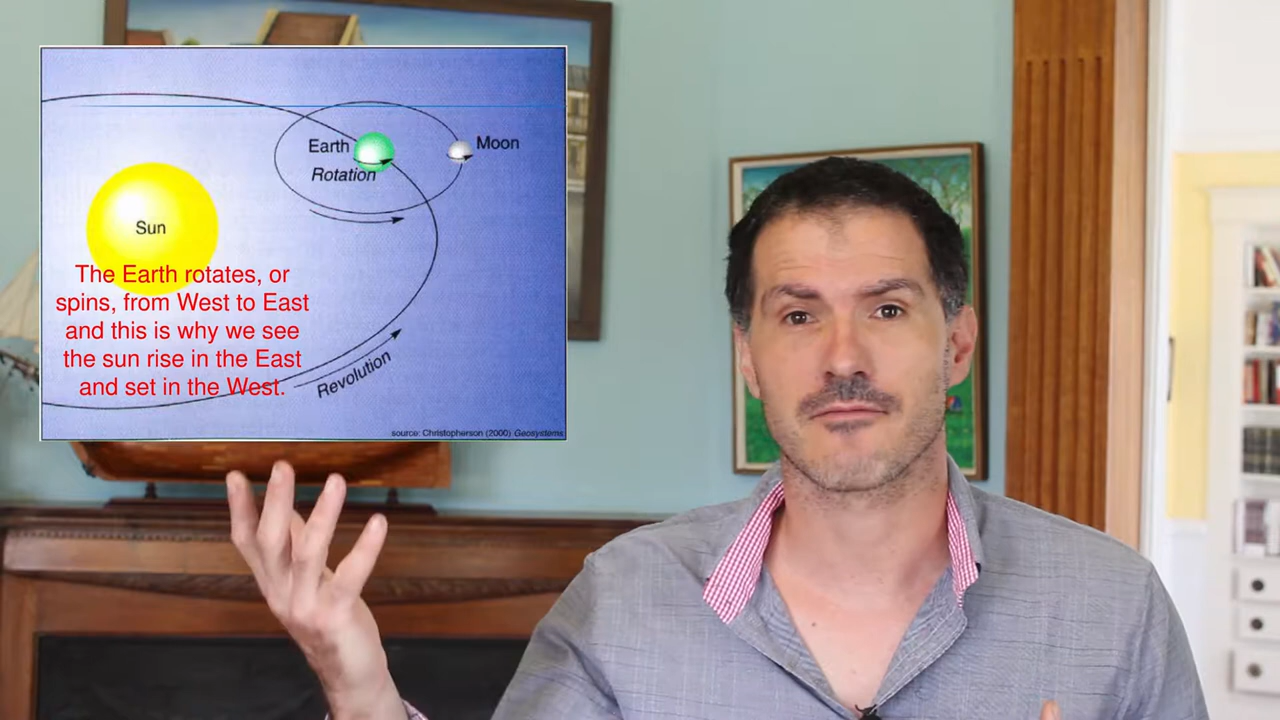 Earth
Moon
Rotation
Sun
The Earth rotates, or
spins, from West to East
and this is why we see
the sun rise in the East
and set in the West.
Revolution
source: Christopherson (2000) Geosystems